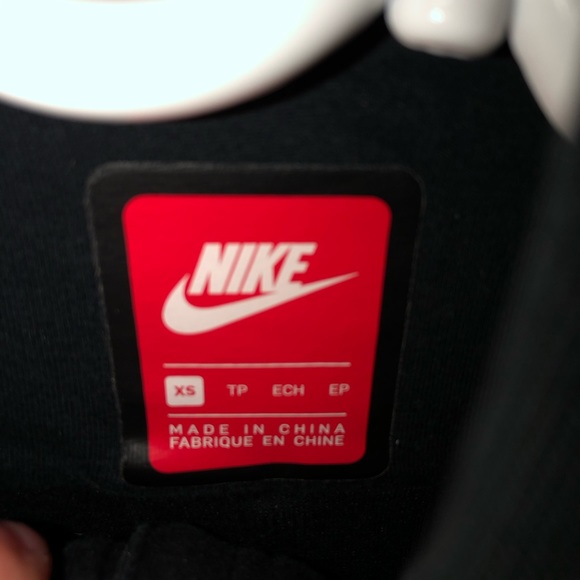 NIKE
XS TP ECH EP
MADE IN CHINA
FABRIQUE EN CHINE